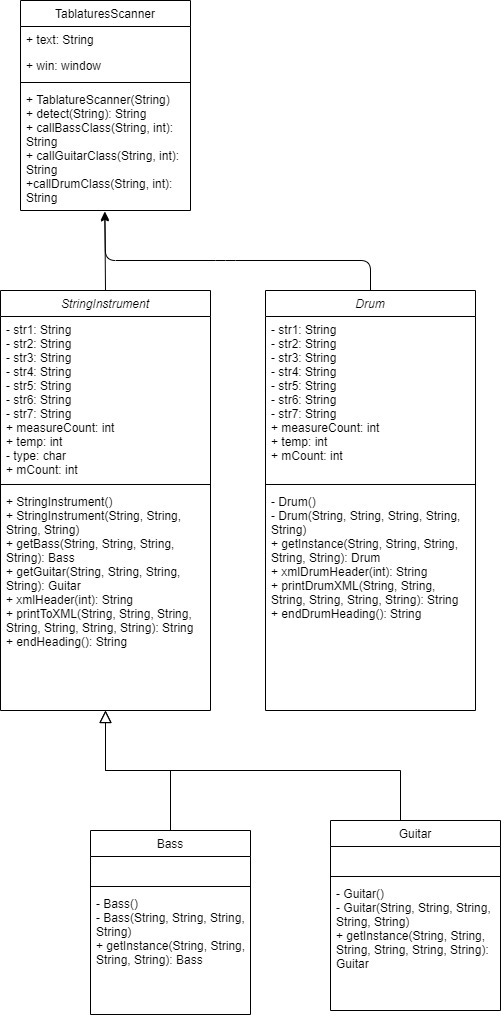 TablaturesScanner
+ text: String
+ win: window
+ TablatureScanner(String)
+ detect(String): String
+ callBassClass(String, int):
String
+ callGuitarClass(String, int):
String
+callDrumClass(String, int):
String
StringInstrument
- str1: String
- str2: String
- str3: String
- str4: String
- str5: String
- str6: String
- str7: String
+ measureCount: int
+ temp: int
- type: char
+ mCount: int
+ StringInstrument()
+ StringInstrument(String, String,
String, String)
+ getBass(String, String, String,
String): Bass
+ getGuitar(String, String, String,
String): Guitar
+ xmlHeader(int): String
+ printToXML(String, String, String,
String, String, String, String): String
+ endHeading(): String
Drum
- str1: String
- str2: String
- str3: String
- str4: String
- str5: String
- str6: String
- str7: String
+ measureCount: int
+ temp: int
+ mCount: int
- Drum()
- Drum(String, String, String, String,
String)
+ getInstance(String, String, String,
String, String): Drum
+ xmlDrumHeader(int): String
+ printDrumXML(String, String,
String, String, String, String): String
+ endDrumHeading(): String
Bass
- Bass()
- Bass(String, String, String,
String)
+ getInstance(String, String,
String, String): Bass
Guitar
- Guitar()
- Guitar(String, String, String,
String, String)
+ getInstance(String, String,
String, String, String, String):
Guitar